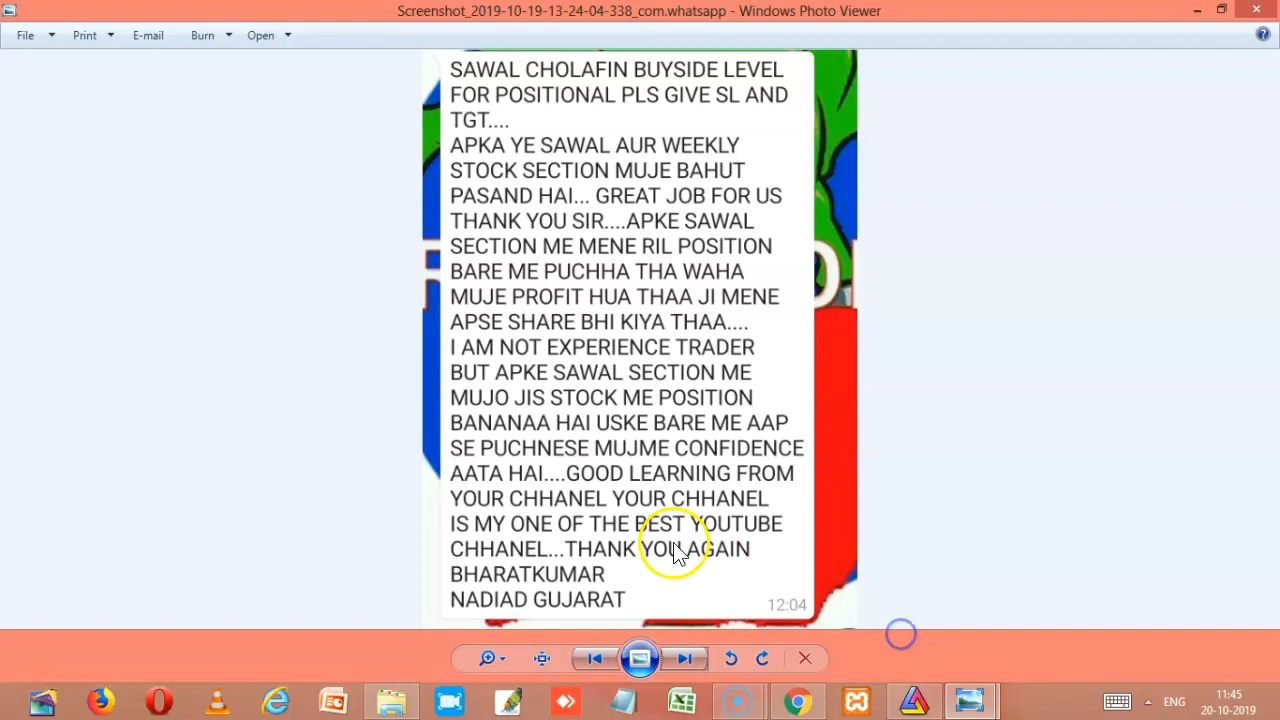 Screenshot_2019-10-19-13-24-04-338_com.whatsapp - Windows Photo Viewer
File Print E-mail Burn Open
SAWAL CHOLAFIN BUYSIDE LEVEL
FOR POSITIONAL PLS GIVE SL AND
TGT....
APKA YE SAWAL AUR WEEKLY
STOCK SECTION MUJE BAHUT
PASAND HAI... GREAT JOB FOR US
THANK YOU SIR....APKE SAWAL
SECTION ME MENE RIL POSITION
BARE ME PUCHHA THA WAHA
MUJE PROFIT HUA THAA JI MENE
APSE SHARE BHI KIYA THAA....
I AM NOT EXPERIENCE TRADER
BUT APKE SAWAL SECTION ME
MUJO JIS STOCK ME POSITION
BANANAA HAI USKE BARE ME AAP
SE PUCHNESE MUJME CONFIDENCE
AATA HAI....GOOD LEARNING FROM
YOUR CHHANEL YOUR CHHANEL
IS MY ONE OF THE BEST YOUTUBE
CHHANEL...THANK YOU AGAIN
BHARATKUMAR
NADIAD GUJARAT
12:04
ENG
11:45
20-10-2019